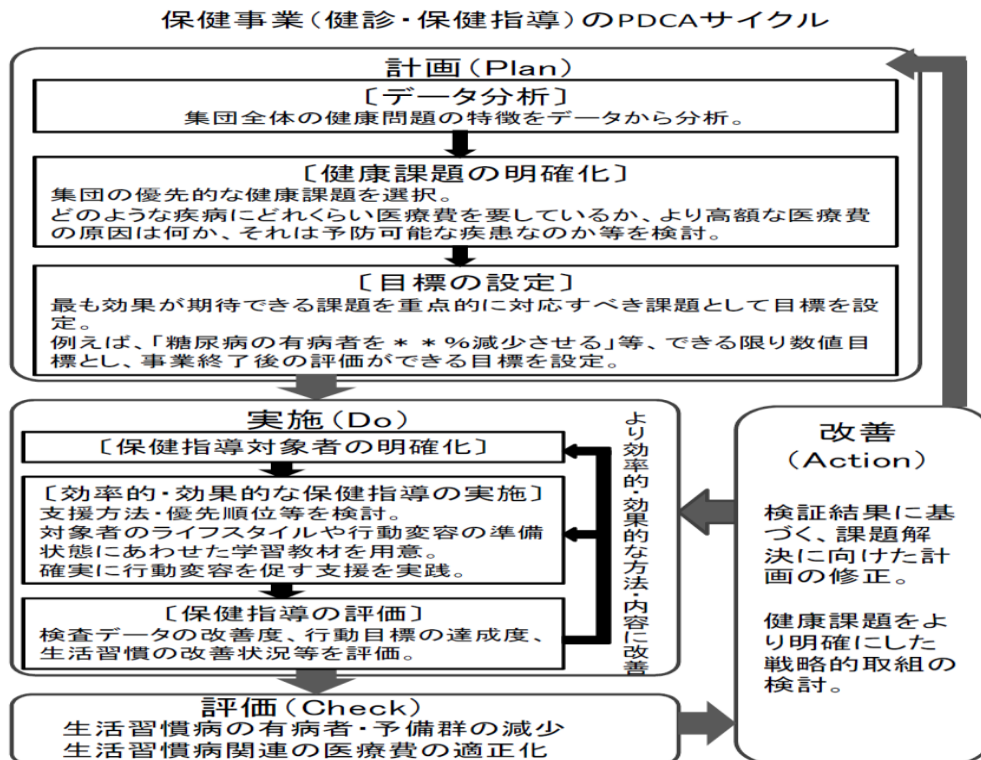 保健事業(健診・保健指導)のPDCAサイクル
計画(Plan)
〔データ分析〕
集団全体の健康問題の特徴をデータから分析。
〔健康課題の明確化〕
集団の優先的な健康課題を選択。
どのような疾病にどれくらい医療費を要しているか、より高額な医療費
の原因は何か、それは予防可能な疾患なのか等を検討。
〔目標の設定〕
最も効果が期待できる課題を重点的に対応すべき課題として目標を設
定。
例えば、「糖尿病の有病者を**%減少させる」等、できる限り数値目
標とし、事業終了後の評価ができる目標を設定。
実施(Do)
〔保健指導対象者の明確化〕
〔効率的・効果的な保健指導の実施〕
支援方法・優先順位等を検討。
対象者のライフスタイルや行動変容の準備
状態にあわせた学習教材を用意。
確実に行動変容を促す支援を実践。
〔保健指導の評価〕
検査データの改善度、行動目標の達成度、
生活習慣の改善状況等を評価。
より効率的・効果的な方法・内容に改善
評価(Check)
生活習慣病の有病者・予備群の減少
生活習慣病関連の医療費の適正化
改善
(Action)
検証結果に基
づく、課題解
決に向けた計
画の修正。
健康課題をよ
り明確にした
戦略的取組の
検討。